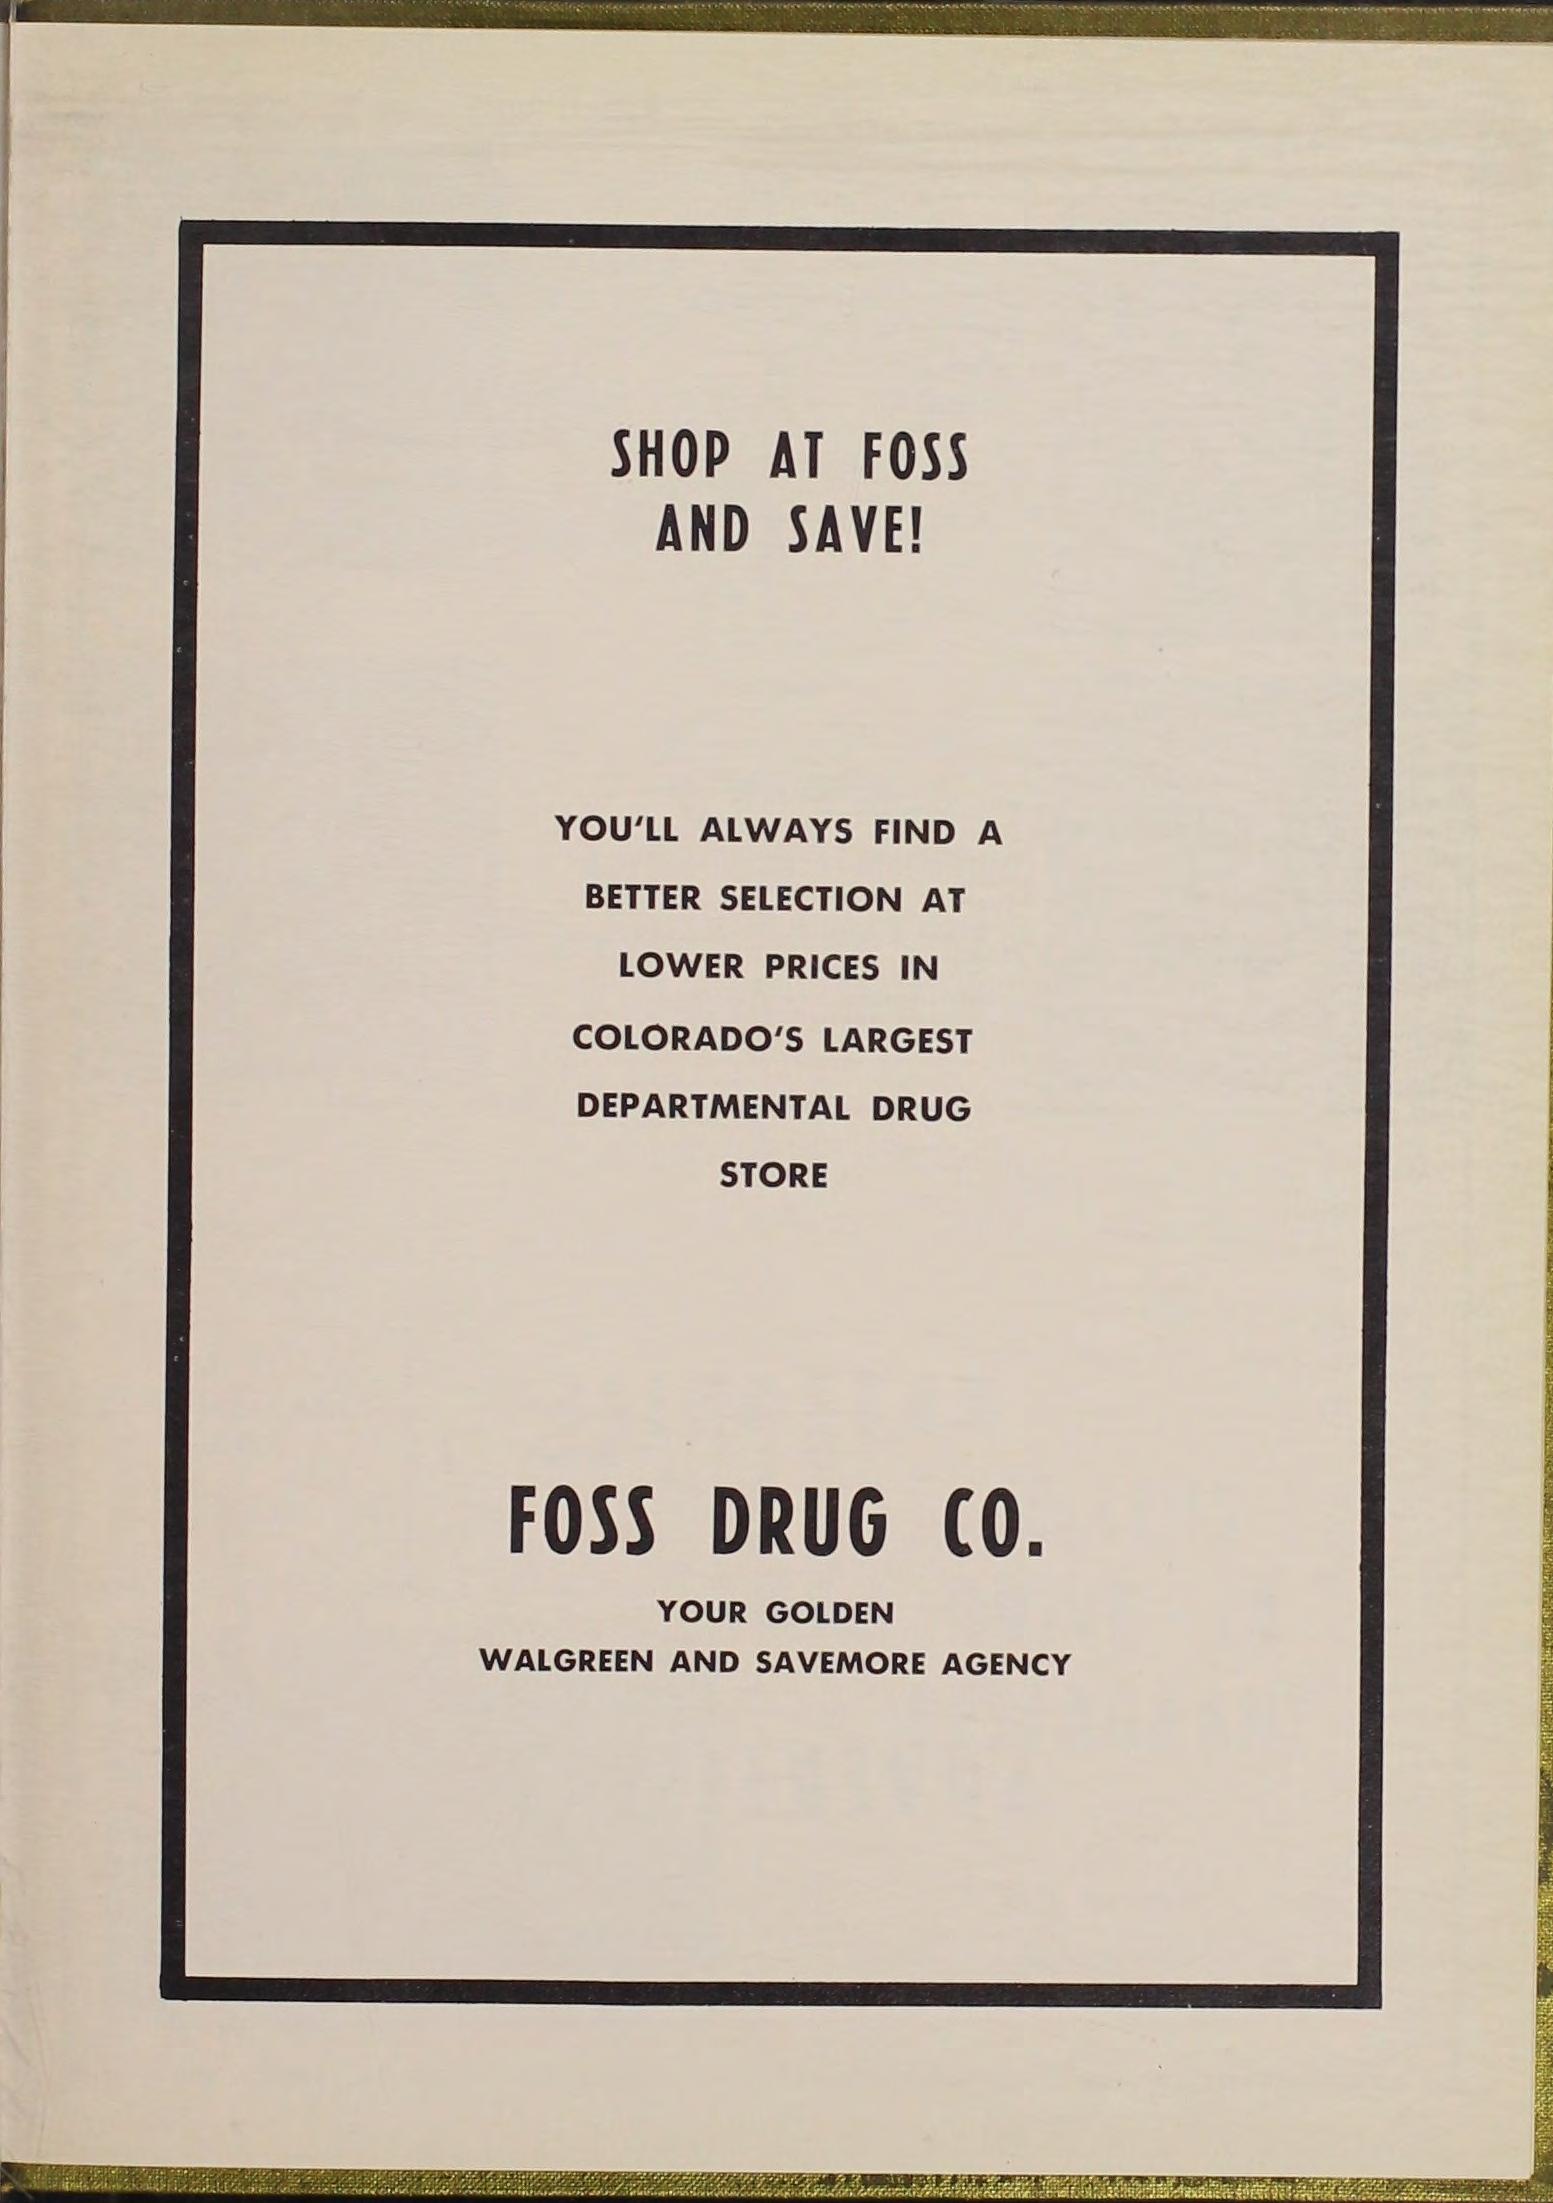 SHOP AT FOSS
AND SAVE!
YOU'LL ALWAYS FIND A
BETTER SELECTION AT
LOWER PRICES IN
COLORADO'S LARGEST
DEPARTMENTAL DRUG
STORE
FOSS DRUG CO.
YOUR GOLDEN
WALGREEN AND SAVEMORE AGENCY